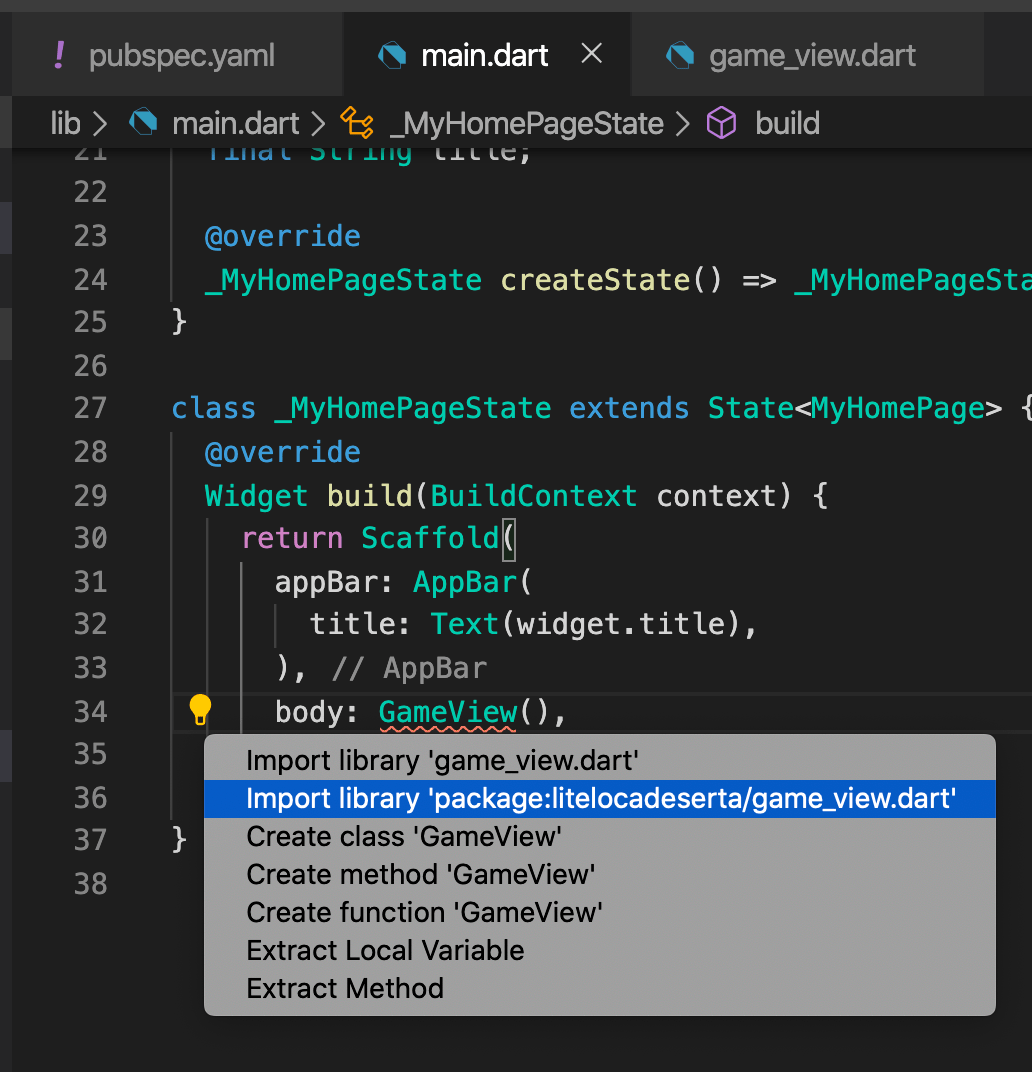 pubspec.yaml
main.dart
game_view.dart
lib > main.dart > _MyHomePageState > build
21 final String title;
22
23 @override
24 _MyHomePageState createState() => _MyHomePageSta
25 }
26
27 class _MyHomePageState extends State<MyHomePage> {
28 @override
29 Widget build(BuildContext context) {
30 return Scaffold(
31 appBar: AppBar(
32 title: Text(widget.title),
33 ), // AppBar
34 body: GameView(),
35
36
37 }
38
Import library 'game_view.dart'
Import library 'package:litelocadeserta/game_view.dart'
Create class 'GameView'
Create method 'GameView'
Create function 'GameView'
Extract Local Variable
Extract Method